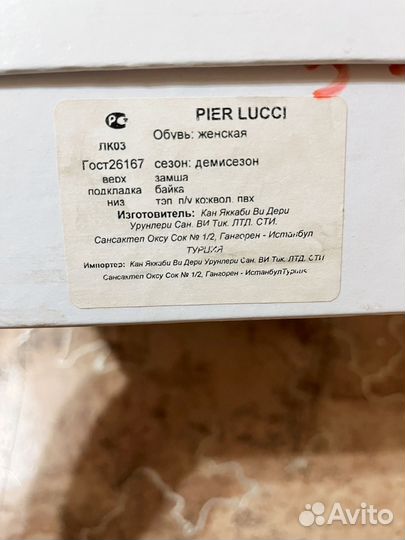 PIER LUCCI
Обувь: женская
ЛК03
Гост26167 сезон: демисезон
верх замша
подкладка байка
низ тэп, п/у кожвол, пвх
Изготовитель: Кан Яккаби Ви Дери
Урунлери Сан. ВИ Тик. ЛТД. СТИ.
Сансактеп Оксу Сок № 1/2, Гангорен - Истанбул
ТУРЦИЯ
Импортер: Кан Яккаби Ви Дери Урунлери Сан. ВИ Тик. ЛТД. СТИ
Сансактеп Оксу Сок № 1/2, Гангорен - ИстанбулТурция
Avito